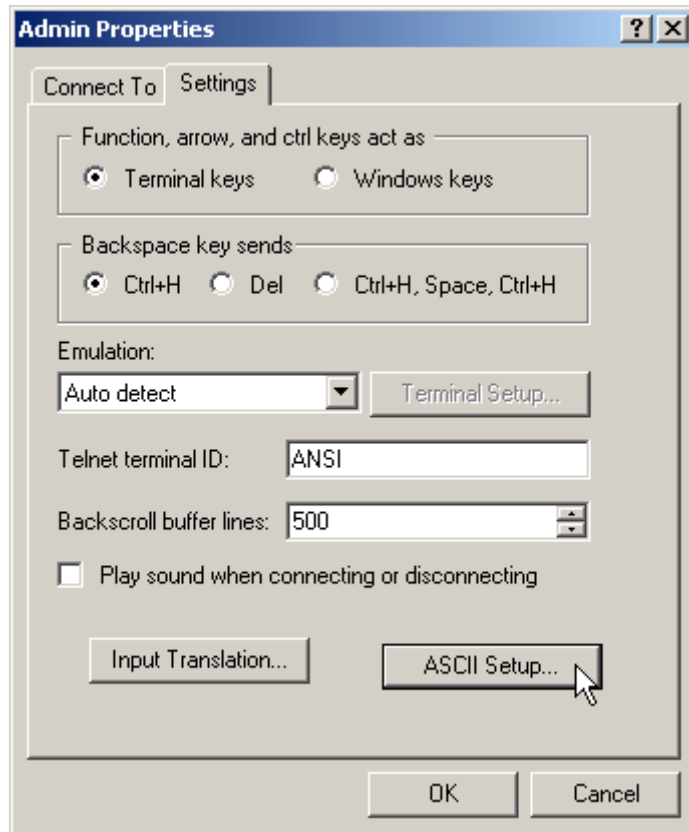 Admin Properties
Connect To Settings
Function, arrow, and ctrl keys act as
Terminal keys Windows keys
Backspace key sends
Ctrl+H Del Ctrl+H, Space, Ctrl+H
Emulation:
Auto detect Terminal Setup...
Telnet terminal ID: ANSI
Backscroll buffer lines: 500
Play sound when connecting or disconnecting
Input Translation... ASCII Setup...
OK Cancel